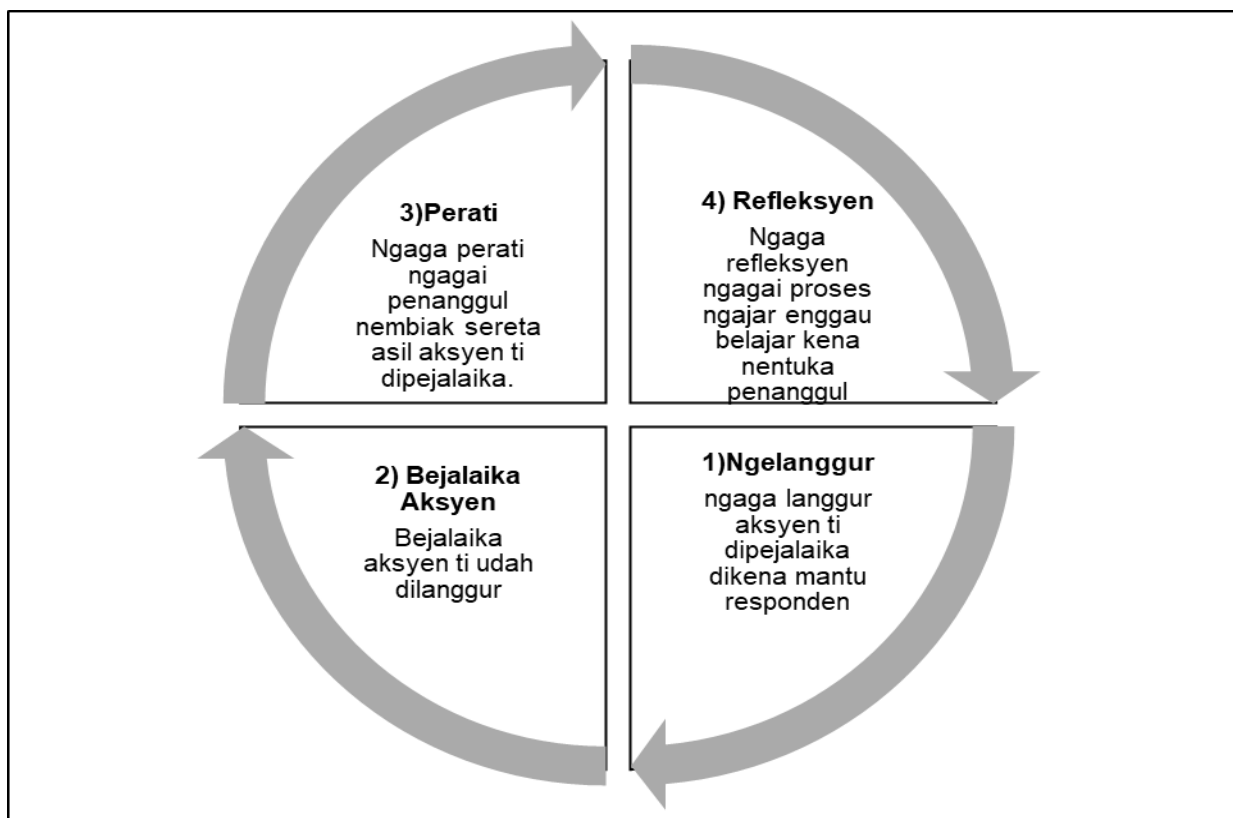 3)Perati
Ngaga perati
ngagai
penanggul
nembiak sereta
asil aksyen ti
dipejalaika.
4) Refleksyen
Ngaga
refleksyen
ngagai proses
ngajar enggau
belajar kena
nentuka
penanggul
2) Bejalaika
Aksyen
Bejalaika
aksyen ti udah
dilanggur
1)Ngelanggur
ngaga langgur
aksyen ti
dipejalaika
dikena mantu
responden